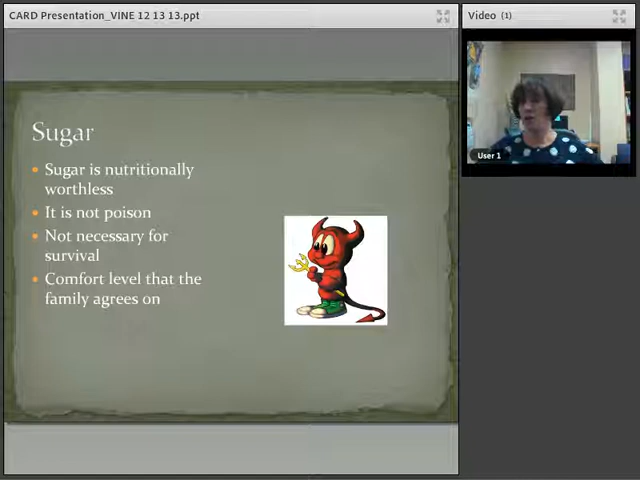 CARD Presentation_VINE 12 13 13.ppt
Video (1)
User 1
Sugar
Sugar is nutritionally
worthless
It is not poison
Not necessary for
survival
Comfort level that the
family agrees on